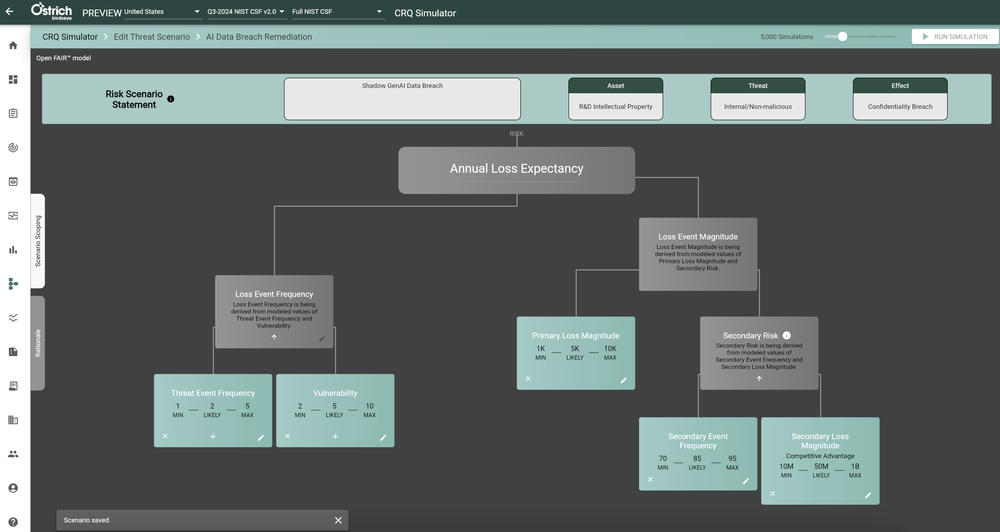 Ostrich
birdseye
PREVIEW
United States
Q3-2024 NIST CSF v2.0
Full NIST CSF
CRQ Simulator
CRQ Simulator
Edit Threat Scenario
AI Data Breach Remediation
5,000 Simulations
RUN SIMULATION
Open FAIR™ model
Risk Scenario
Statement
Shadow GenAI Data Breach
Asset
R&D Intellectual Property
Threat
Internal/Non-malicious
Effect
Confidentiality Breach
RISK
Annual Loss Expectancy
Scenario Scoping
Rationale
Loss Event Magnitude
Loss Event Magnitude is being
derived from modeled values of
Primary Loss Magnitude and
Secondary Risk.
Loss Event Frequency
Loss Event Frequency is being
derived from modeled values of
Threat Event Frequency and
Vulnerability.
Primary Loss Magnitude
1K 5K 10K
MIN LIKELY MAX
Secondary Risk
Secondary Risk is being derived
from modeled values of
Secondary Event Frequency and
Secondary Loss Magnitude.
Threat Event Frequency
1 2 5
MIN LIKELY MAX
Vulnerability
2 5 10
MIN LIKELY MAX
Secondary Event
Frequency
70 85 95
MIN LIKELY MAX
Secondary Loss
Magnitude
Competitive Advantage
10M 50M 1B
MIN LIKELY MAX
Scenario saved